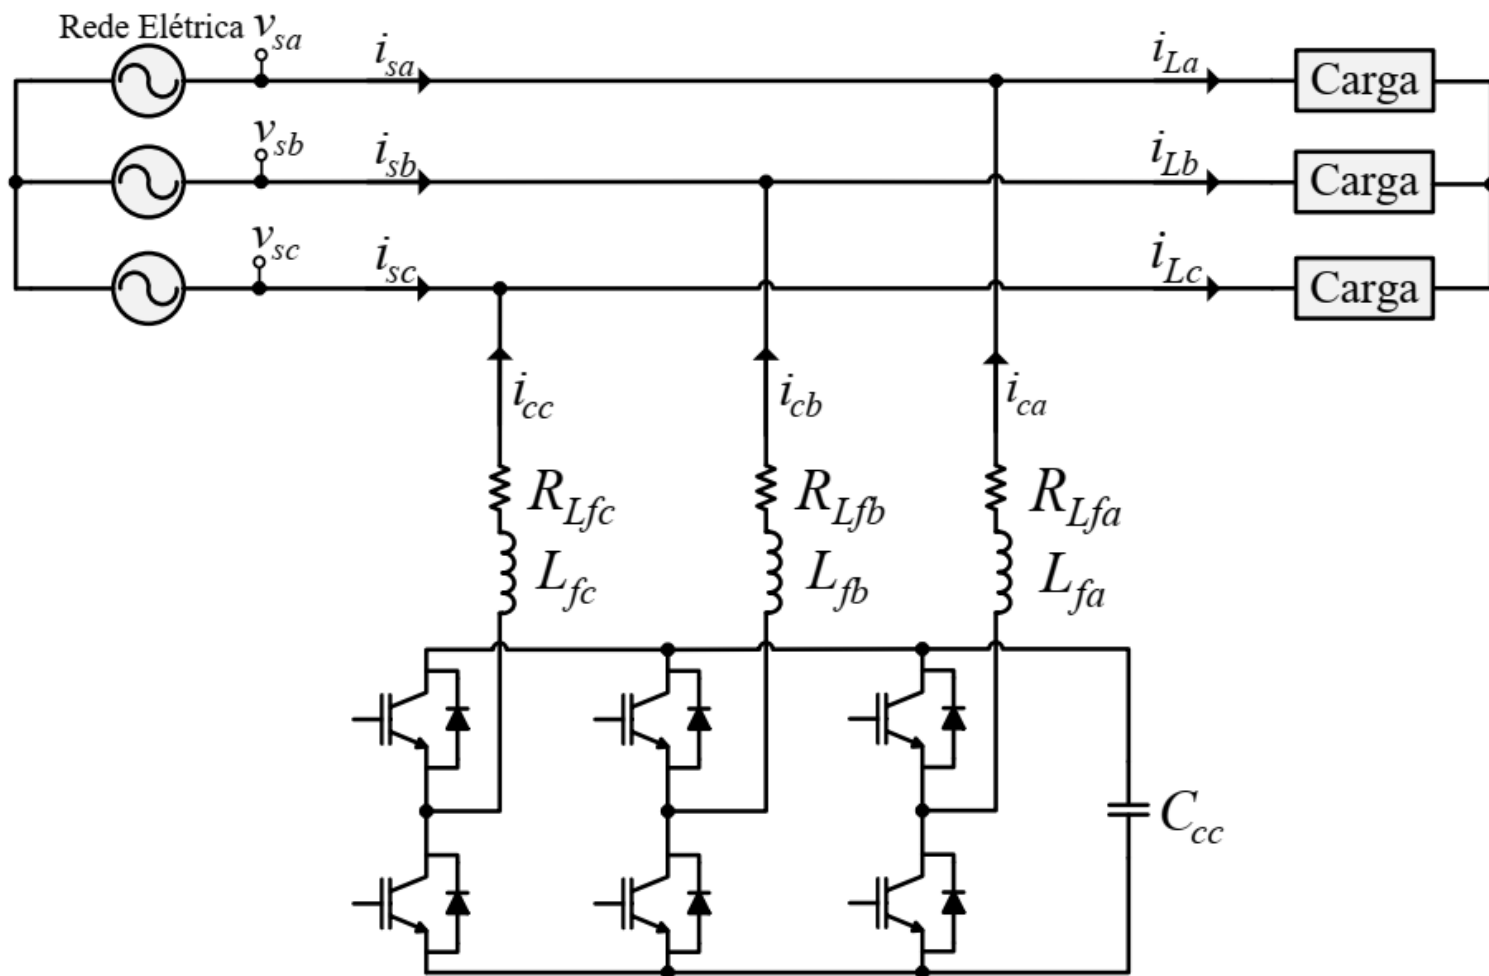 Rede Elétrica
v_sa
i_sa
i_La
Carga
v_sb
i_sb
i_Lb
Carga
v_sc
i_sc
i_Lc
Carga
i_cc
i_cb
i_ca
R_Lfc
R_Lfb
R_Lfa
L_fc
L_fb
L_fa
C_cc